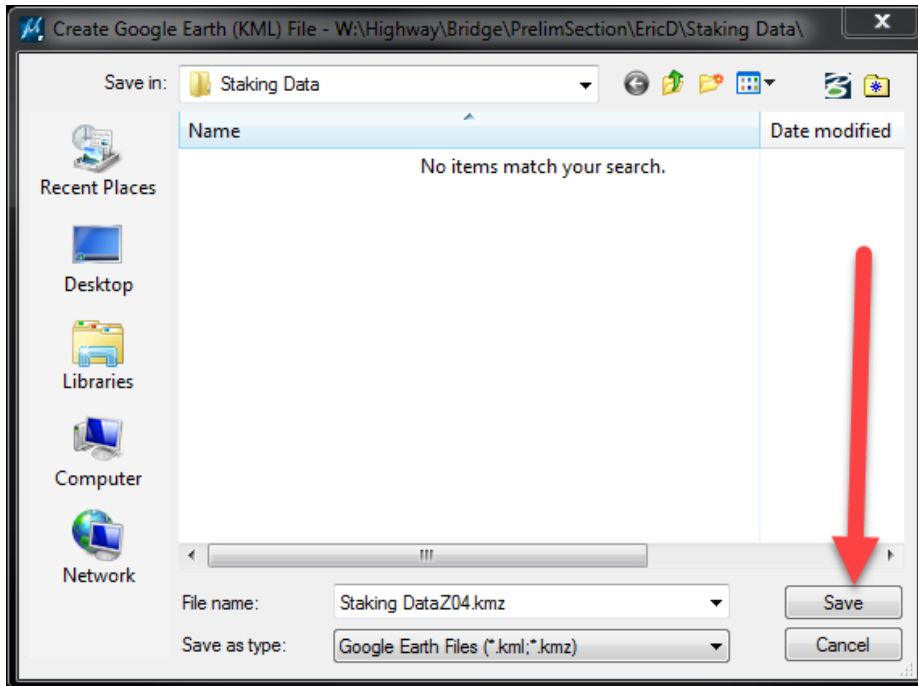 Create Google Earth (KML) File - W:\Highway\Bridge\PrelimSection\EricD\Staking Data\
Save in: Staking Data
Name Date modified
No items match your search.
Recent Places
Desktop
Libraries
Computer
Network
File name: Staking DataZ04.kmz Save
Save as type: Google Earth Files (*.kml;*.kmz) Cancel